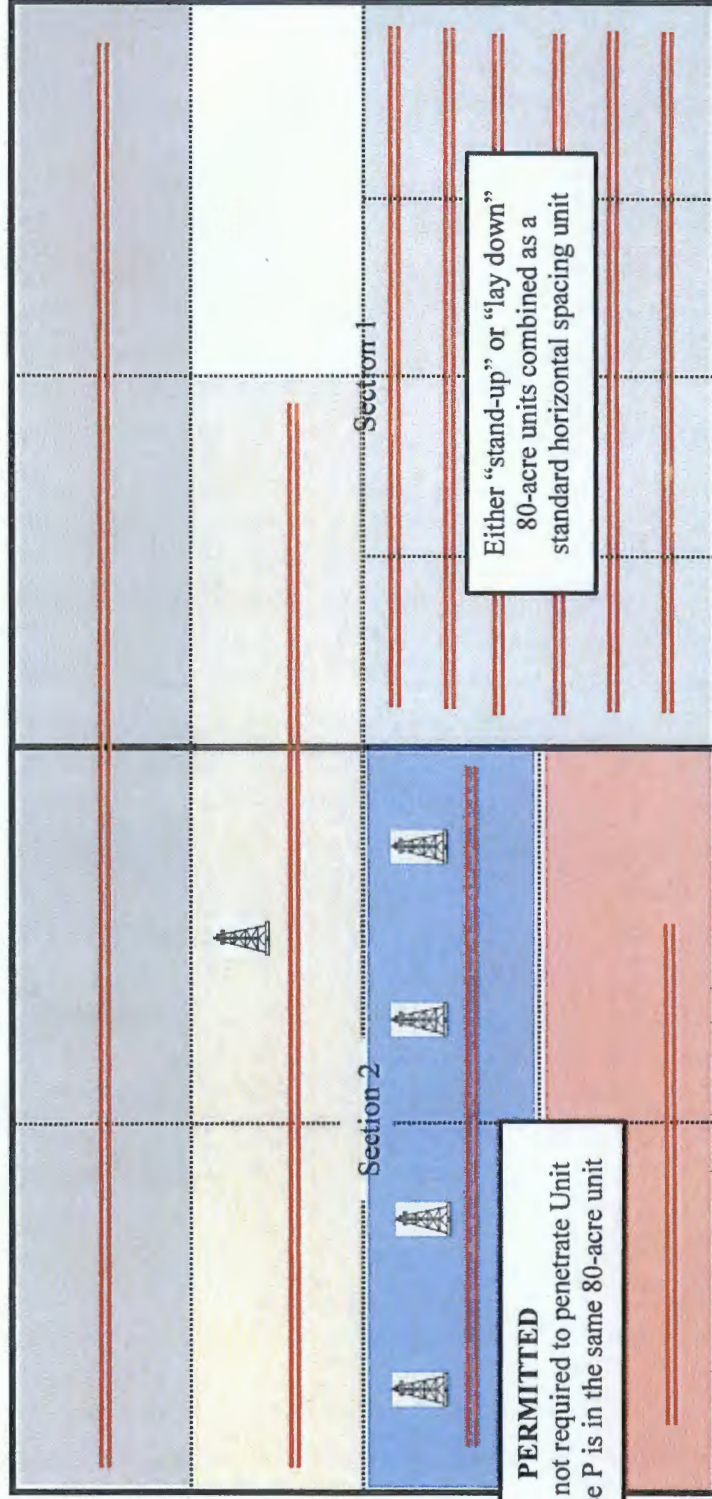 Section 1
Either “stand-up” or “lay down”
80-acre units combined as a
standard horizontal spacing unit
Section 2
PERMITTED
not required to penetrate Unit
e P is in the same 80-acre unit